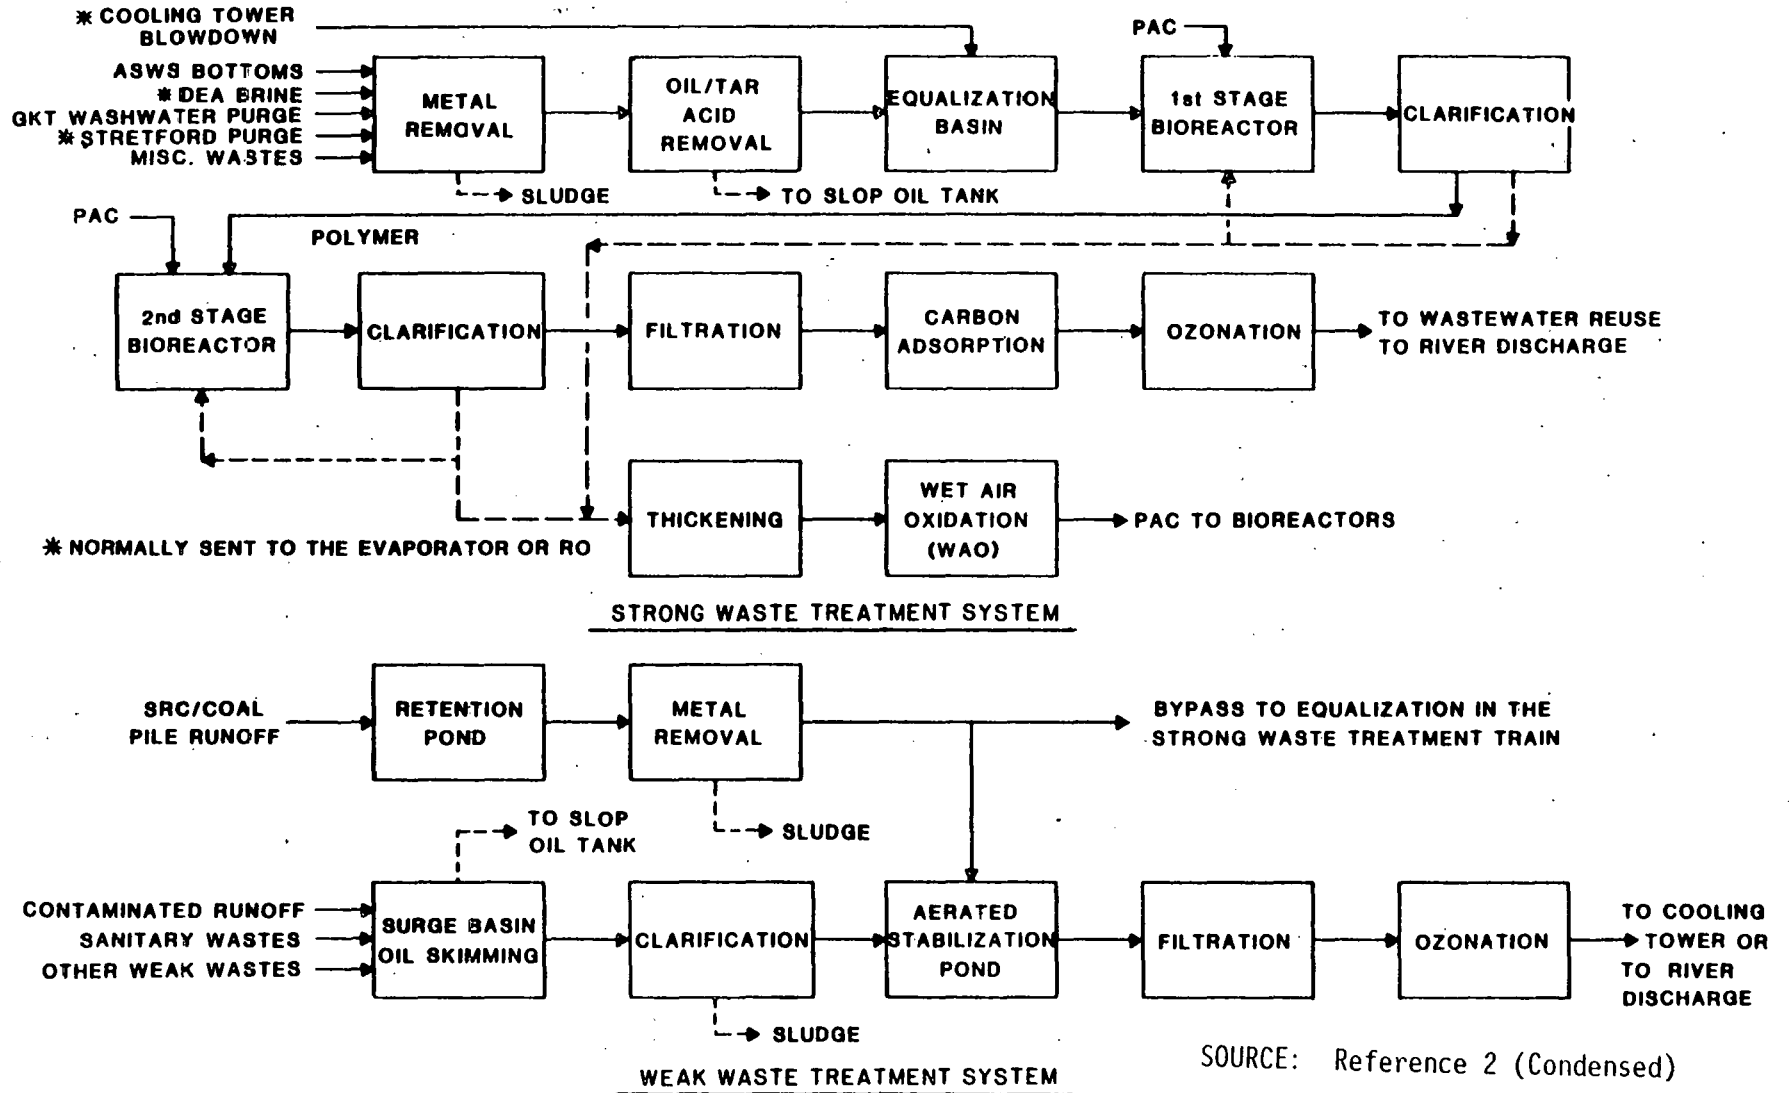 * COOLING TOWER
BLOWDOWN
ASWS BOTTOMS
* DEA BRINE
GKT WASHWATER PURGE
* STRETFORD PURGE
MISC. WASTES
METAL
REMOVAL
SLUDGE
OIL/TAR
ACID
REMOVAL
TO SLOP OIL TANK
EQUALIZATION
BASIN
PAC
1st STAGE
BIOREACTOR
CLARIFICATION
PAC
POLYMER
2nd STAGE
BIOREACTOR
CLARIFICATION
FILTRATION
CARBON
ADSORPTION
OZONATION
TO WASTEWATER REUSE
TO RIVER DISCHARGE
THICKENING
WET AIR
OXIDATION
(WAO)
PAC TO BIOREACTORS
* NORMALLY SENT TO THE EVAPORATOR OR RO
STRONG WASTE TREATMENT SYSTEM
SRC/COAL
PILE RUNOFF
RETENTION
POND
METAL
REMOVAL
SLUDGE
BYPASS TO EQUALIZATION IN THE
STRONG WASTE TREATMENT TRAIN
TO SLOP
OIL TANK
CONTAMINATED RUNOFF
SANITARY WASTES
OTHER WEAK WASTES
SURGE BASIN
OIL SKIMMING
CLARIFICATION
SLUDGE
AERATED
STABILIZATION
POND
FILTRATION
OZONATION
TO COOLING
TOWER OR
TO RIVER
DISCHARGE
WEAK WASTE TREATMENT SYSTEM
SOURCE: Reference 2 (Condensed)